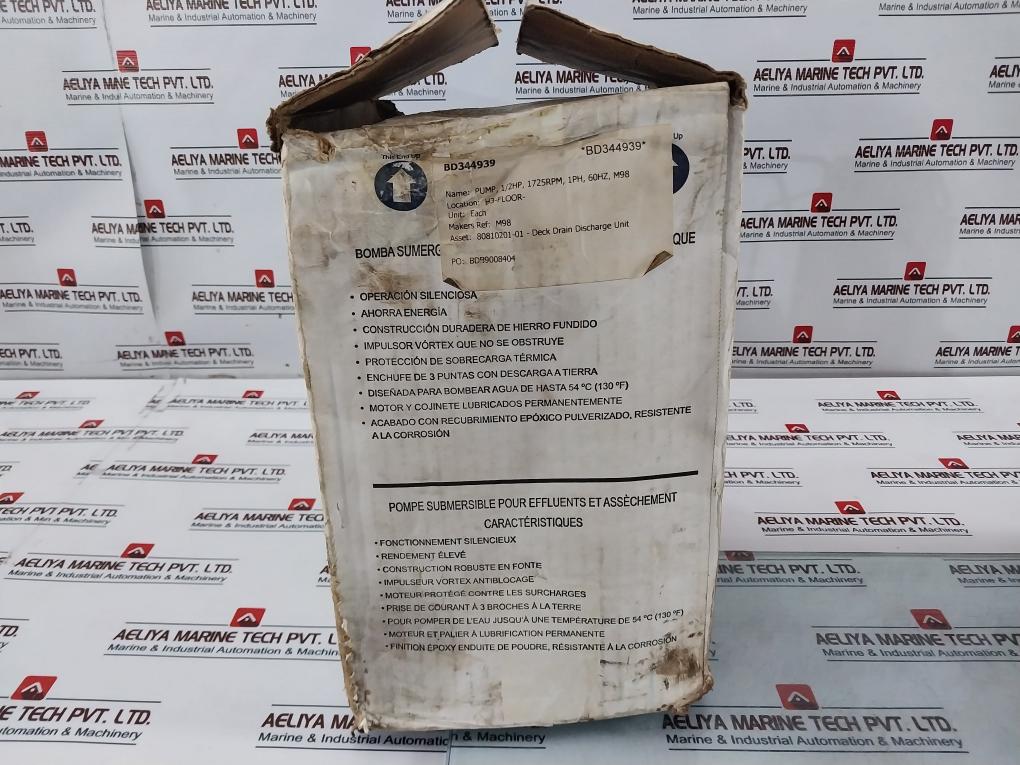 This End Up
Up
BD344939
*BD344939*
Name: PUMP, 1/2HP, 1725RPM, 1PH, 60HZ, M98
Location: H3-FLOOR-
Unit: Each
Makers Ref: M98
Asset: 80810201-01 - Deck Drain Discharge Unit
PO: BD99008404
BOMBA SUMERG
QUE
• OPERACIÓN SILENCIOSA
• AHORRA ENERGÍA
• CONSTRUCCIÓN DURADERA DE HIERRO FUNDIDO
• IMPULSOR VÓRTEX QUE NO SE OBSTRUYE
• PROTECCIÓN DE SOBRECARGA TÉRMICA
• ENCHUFE DE 3 PUNTAS CON DESCARGA A TIERRA
• DISEÑADA PARA BOMBEAR AGUA DE HASTA 54 ºC (130 ºF)
• MOTOR Y COJINETE LUBRICADOS PERMANENTEMENTE
• ACABADO CON RECUBRIMIENTO EPÓXICO PULVERIZADO, RESISTENTE
A LA CORROSIÓN
POMPE SUBMERSIBLE POUR EFFLUENTS ET ASSÈCHEMENT
CARACTÉRISTIQUES
• FONCTIONNEMENT SILENCIEUX
• RENDEMENT ÉLEVÉ
• CONSTRUCTION ROBUSTE EN FONTE
• IMPULSEUR VORTEX ANTIBLOCAGE
• MOTEUR PROTÉGÉ CONTRE LES SURCHARGES
• PRISE DE COURANT À 3 BROCHES À LA TERRE
• POUR POMPER DE L'EAU JUSQU'À UNE TEMPÉRATURE DE 54 ºC (130 ºF)
• MOTEUR ET PALIER À LUBRIFICATION PERMANENTE
• FINITION ÉPOXY ENDUITE DE POUDRE, RÉSISTANTE À LA CORROSION
AELIYA MARINE TECH PVT. LTD.
Marine & Industrial Automation & Machinery